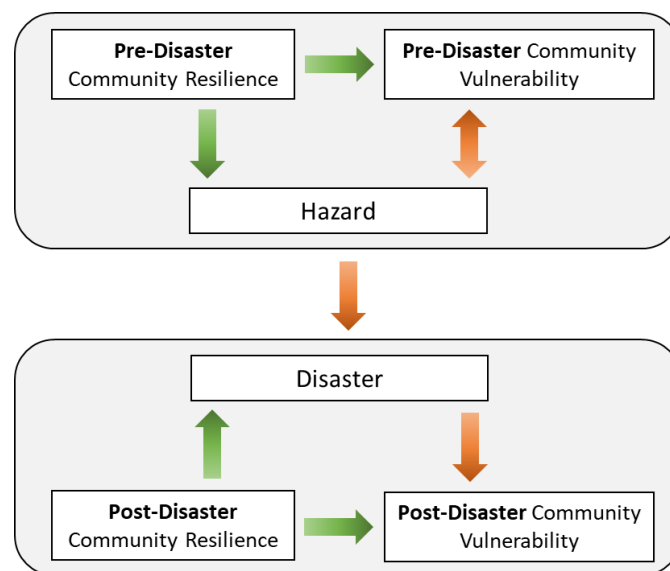 Pre-Disaster
Community Resilience
Pre-Disaster Community
Vulnerability
Hazard
Disaster
Post-Disaster
Community Resilience
Post-Disaster Community
Vulnerability